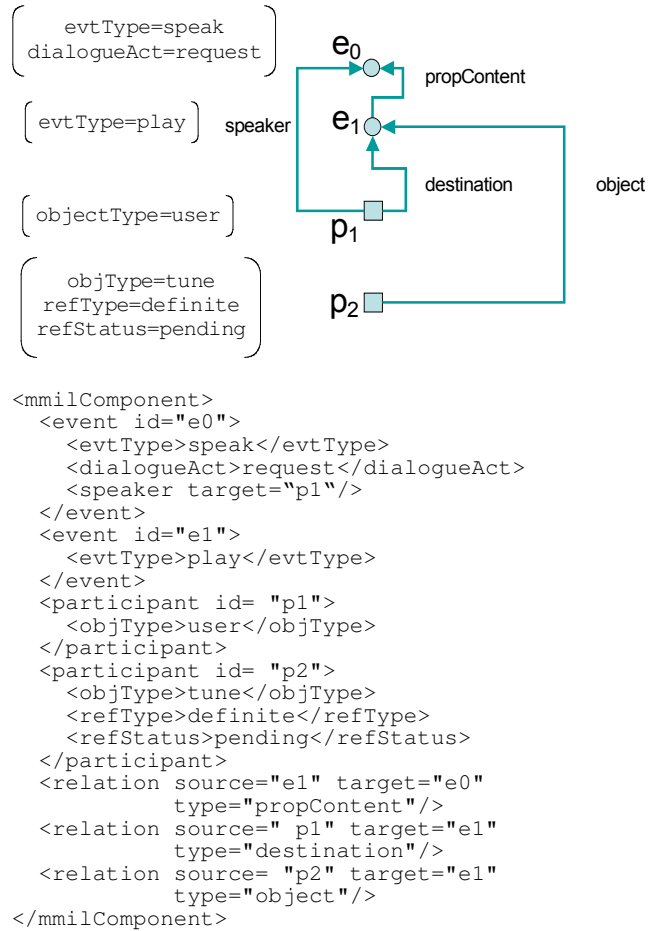 evtType=speak
dialogueAct=request
e0
propContent
evtType=play
speaker
e1
destination
object
objectType=user
p1
objType=tune
refType=definite
refStatus=pending
p2
<mmilComponent>
  <event id="e0">
    <evtType>speak</evtType>
    <dialogueAct>request</dialogueAct>
    <speaker target=“p1“/>
  </event>
  <event id="e1">
    <evtType>play</evtType>
  </event>
  <participant id= "p1">
    <objType>user</objType>
  </participant>
  <participant id= "p2">
    <objType>tune</objType>
    <refType>definite</refType>
    <refStatus>pending</refStatus>
  </participant>
  <relation source="e1" target="e0"
            type="propContent"/>
  <relation source=" p1" target="e1"
            type="destination"/>
  <relation source= "p2" target="e1"
            type="object"/>
</mmilComponent>